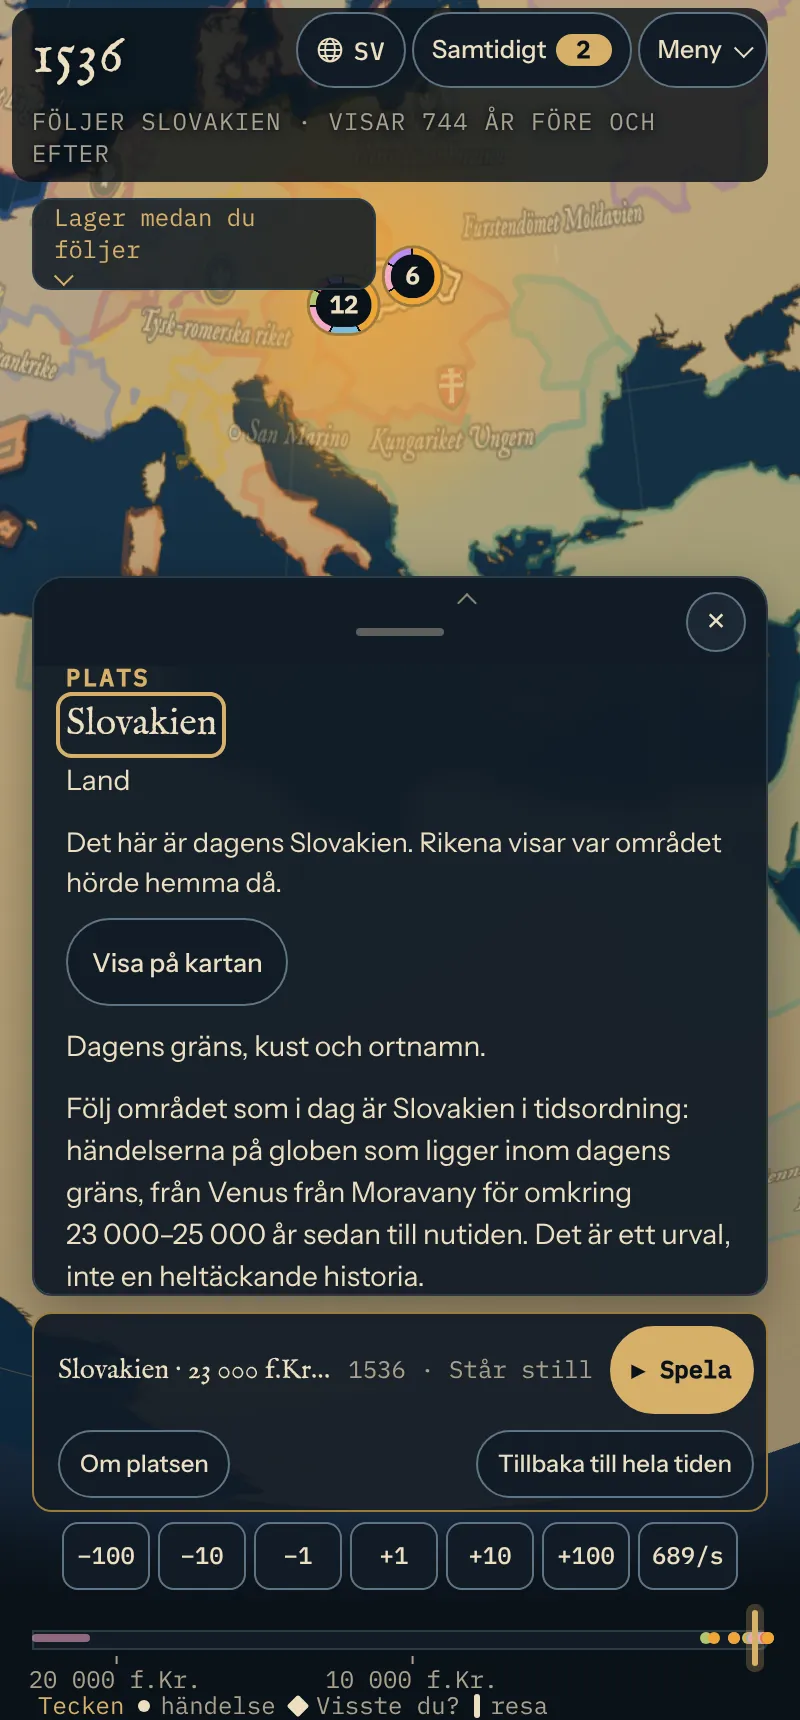 1536
SV
Samtidigt 2
Meny
FÖLJER SLOVAKIEN · VISAR 744 ÅR FÖRE OCH
EFTER
Lager medan du
följer
Furstendömet Moldavien
6
12
Tysk-romerska riket
ankrike
San Marino
Kungariket Ungern
×
PLATS
Slovakien
Land
Det här är dagens Slovakien. Rikena visar var området
hörde hemma då.
Visa på kartan
Dagens gräns, kust och ortnamn.
Följ området som i dag är Slovakien i tidsordning:
händelserna på globen som ligger inom dagens
gräns, från Venus från Moravany för omkring
23 000–25 000 år sedan till nutiden. Det är ett urval,
inte en heltäckande historia.
Slovakien · 23 000 f.Kr... 1536 · Står still
▶ Spela
Om platsen
Tillbaka till hela tiden
−100 −10 −1 +1 +10 +100 689/s
20 000 f.Kr. 10 000 f.Kr.
Tecken ● händelse ◆ Visste du? resa